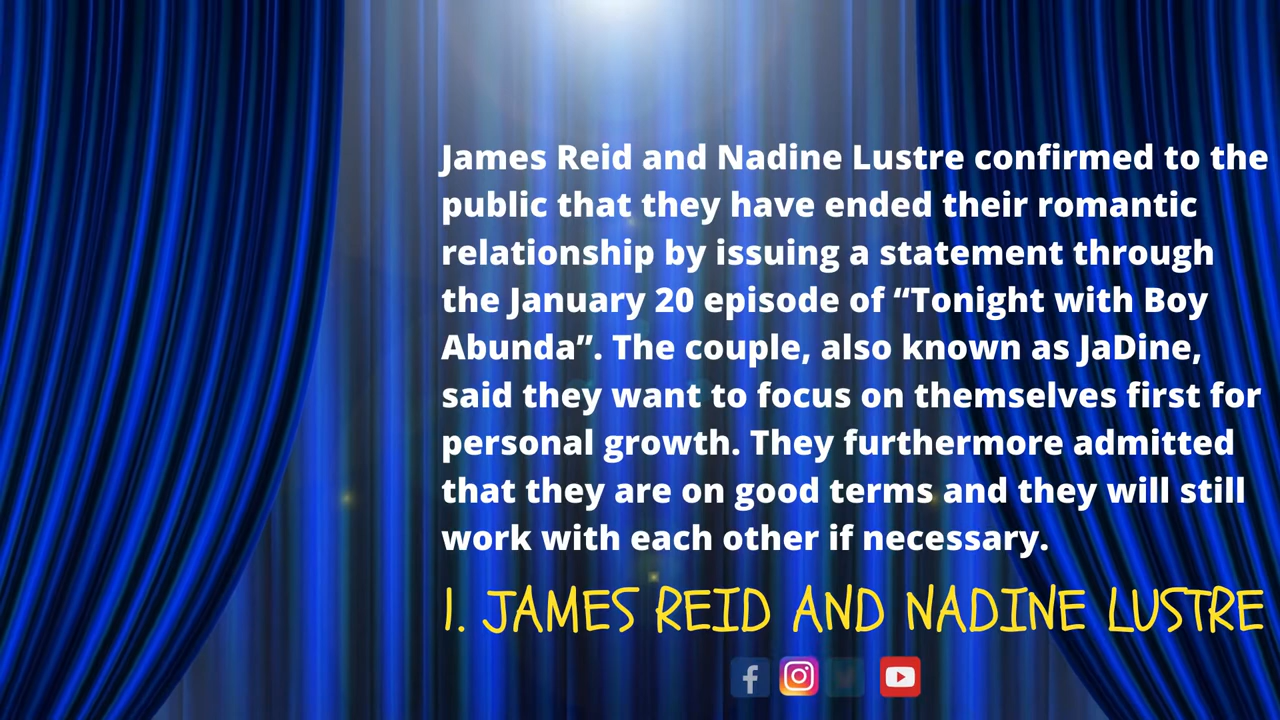 James Reid and Nadine Lustre confirmed to the
public that they have ended their romantic
relationship by issuing a statement through
the January 20 episode of “Tonight with Boy
Abunda”. The couple, also known as JaDine,
said they want to focus on themselves first for
personal growth. They furthermore admitted
that they are on good terms and they will still
work with each other if necessary.
1. JAMES REID AND NADINE LUSTRE